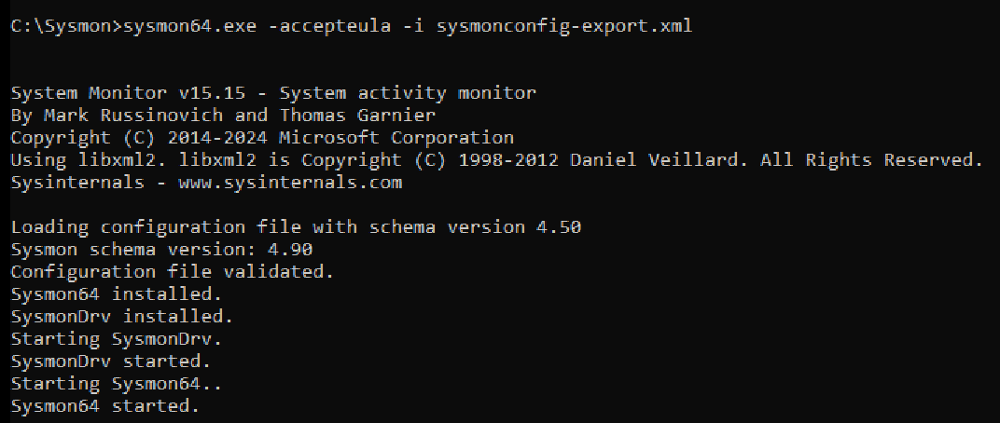 C:\Sysmon>sysmon64.exe -accepteula -i sysmonconfig-export.xml
System Monitor v15.15 - System activity monitor
By Mark Russinovich and Thomas Garnier
Copyright (C) 2014-2024 Microsoft Corporation
Using libxml2. libxml2 is Copyright (C) 1998-2012 Daniel Veillard. All Rights Reserved.
Sysinternals - www.sysinternals.com
Loading configuration file with schema version 4.50
Sysmon schema version: 4.90
Configuration file validated.
Sysmon64 installed.
SysmonDrv installed.
Starting SysmonDrv.
SysmonDrv started.
Starting Sysmon64..
Sysmon64 started.